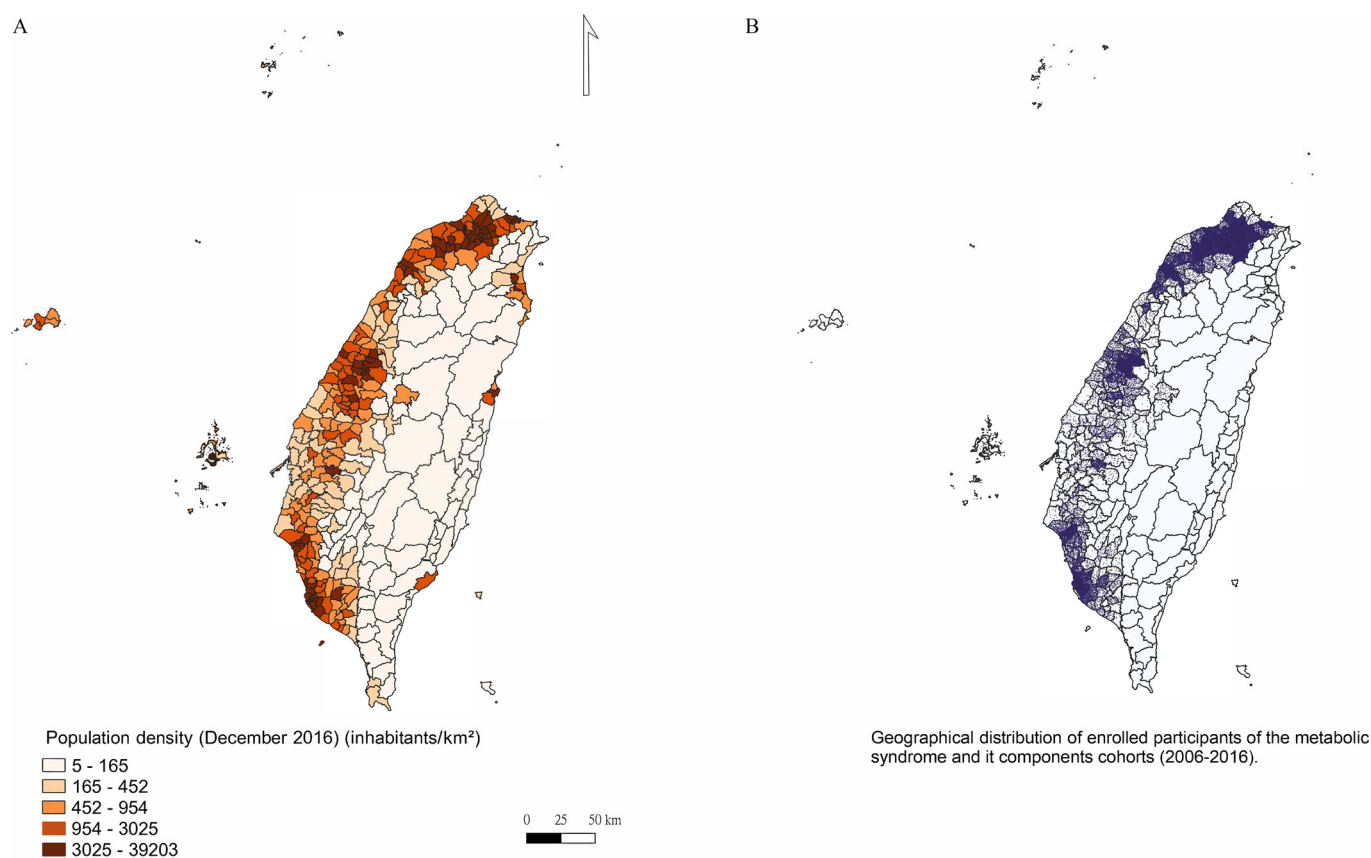 A
B
Population density (December 2016) (inhabitants/km²)
5 - 165
165 - 452
452 - 954
954 - 3025
3025 - 39203
0 25 50 km
Geographical distribution of enrolled participants of the metabolic
syndrome and it components cohorts (2006-2016).